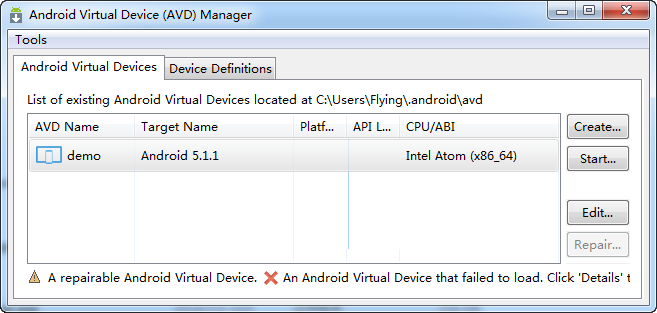 Android Virtual Device (AVD) Manager
Tools
Android Virtual Devices
Device Definitions
List of existing Android Virtual Devices located at C:\Users\Flying\.android\avd
AVD Name Target Name Platf... API L... CPU/ABI
demo Android 5.1.1 Intel Atom (x86_64)
Create...
Start...
Edit...
Repair...
A repairable Android Virtual Device. An Android Virtual Device that failed to load. Click 'Details' t